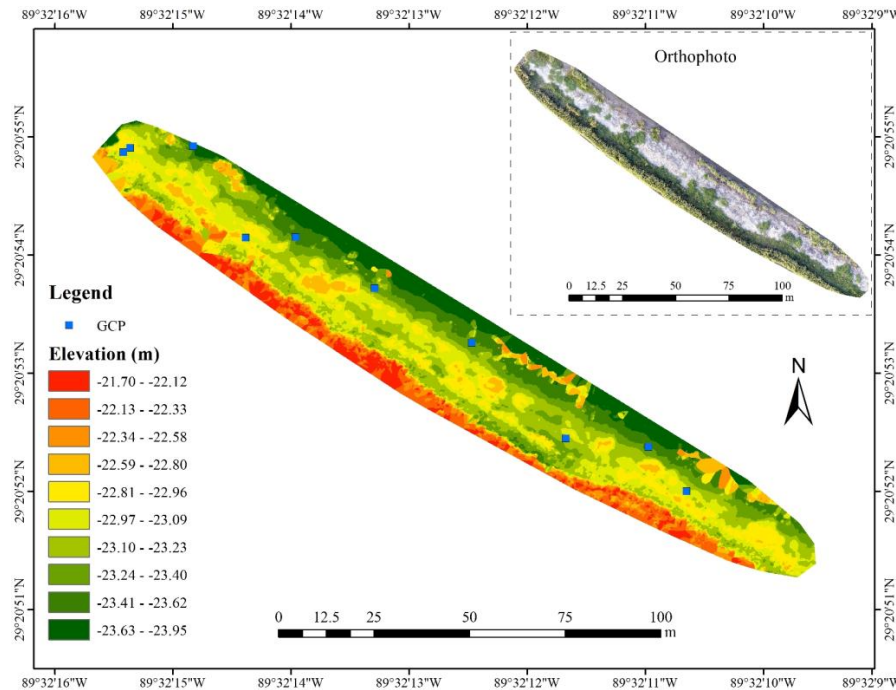 89°32'16"W 89°32'15"W 89°32'14"W 89°32'13"W 89°32'12"W 89°32'11"W 89°32'10"W 89°32'9"W
Orthophoto
0 12.5 25 50 75 100
m
29°20'55"N 29°20'55"N
29°20'54"N 29°20'54"N
29°20'53"N 29°20'53"N
29°20'52"N 29°20'52"N
29°20'51"N 29°20'51"N
Legend
GCP
Elevation (m)
-21.70 - -22.12
-22.13 - -22.33
-22.34 - -22.58
-22.59 - -22.80
-22.81 - -22.96
-22.97 - -23.09
-23.10 - -23.23
-23.24 - -23.40
-23.41 - -23.62
-23.63 - -23.95
N
0 12.5 25 50 75 100
m
89°32'16"W 89°32'15"W 89°32'14"W 89°32'13"W 89°32'12"W 89°32'11"W 89°32'10"W 89°32'9"W